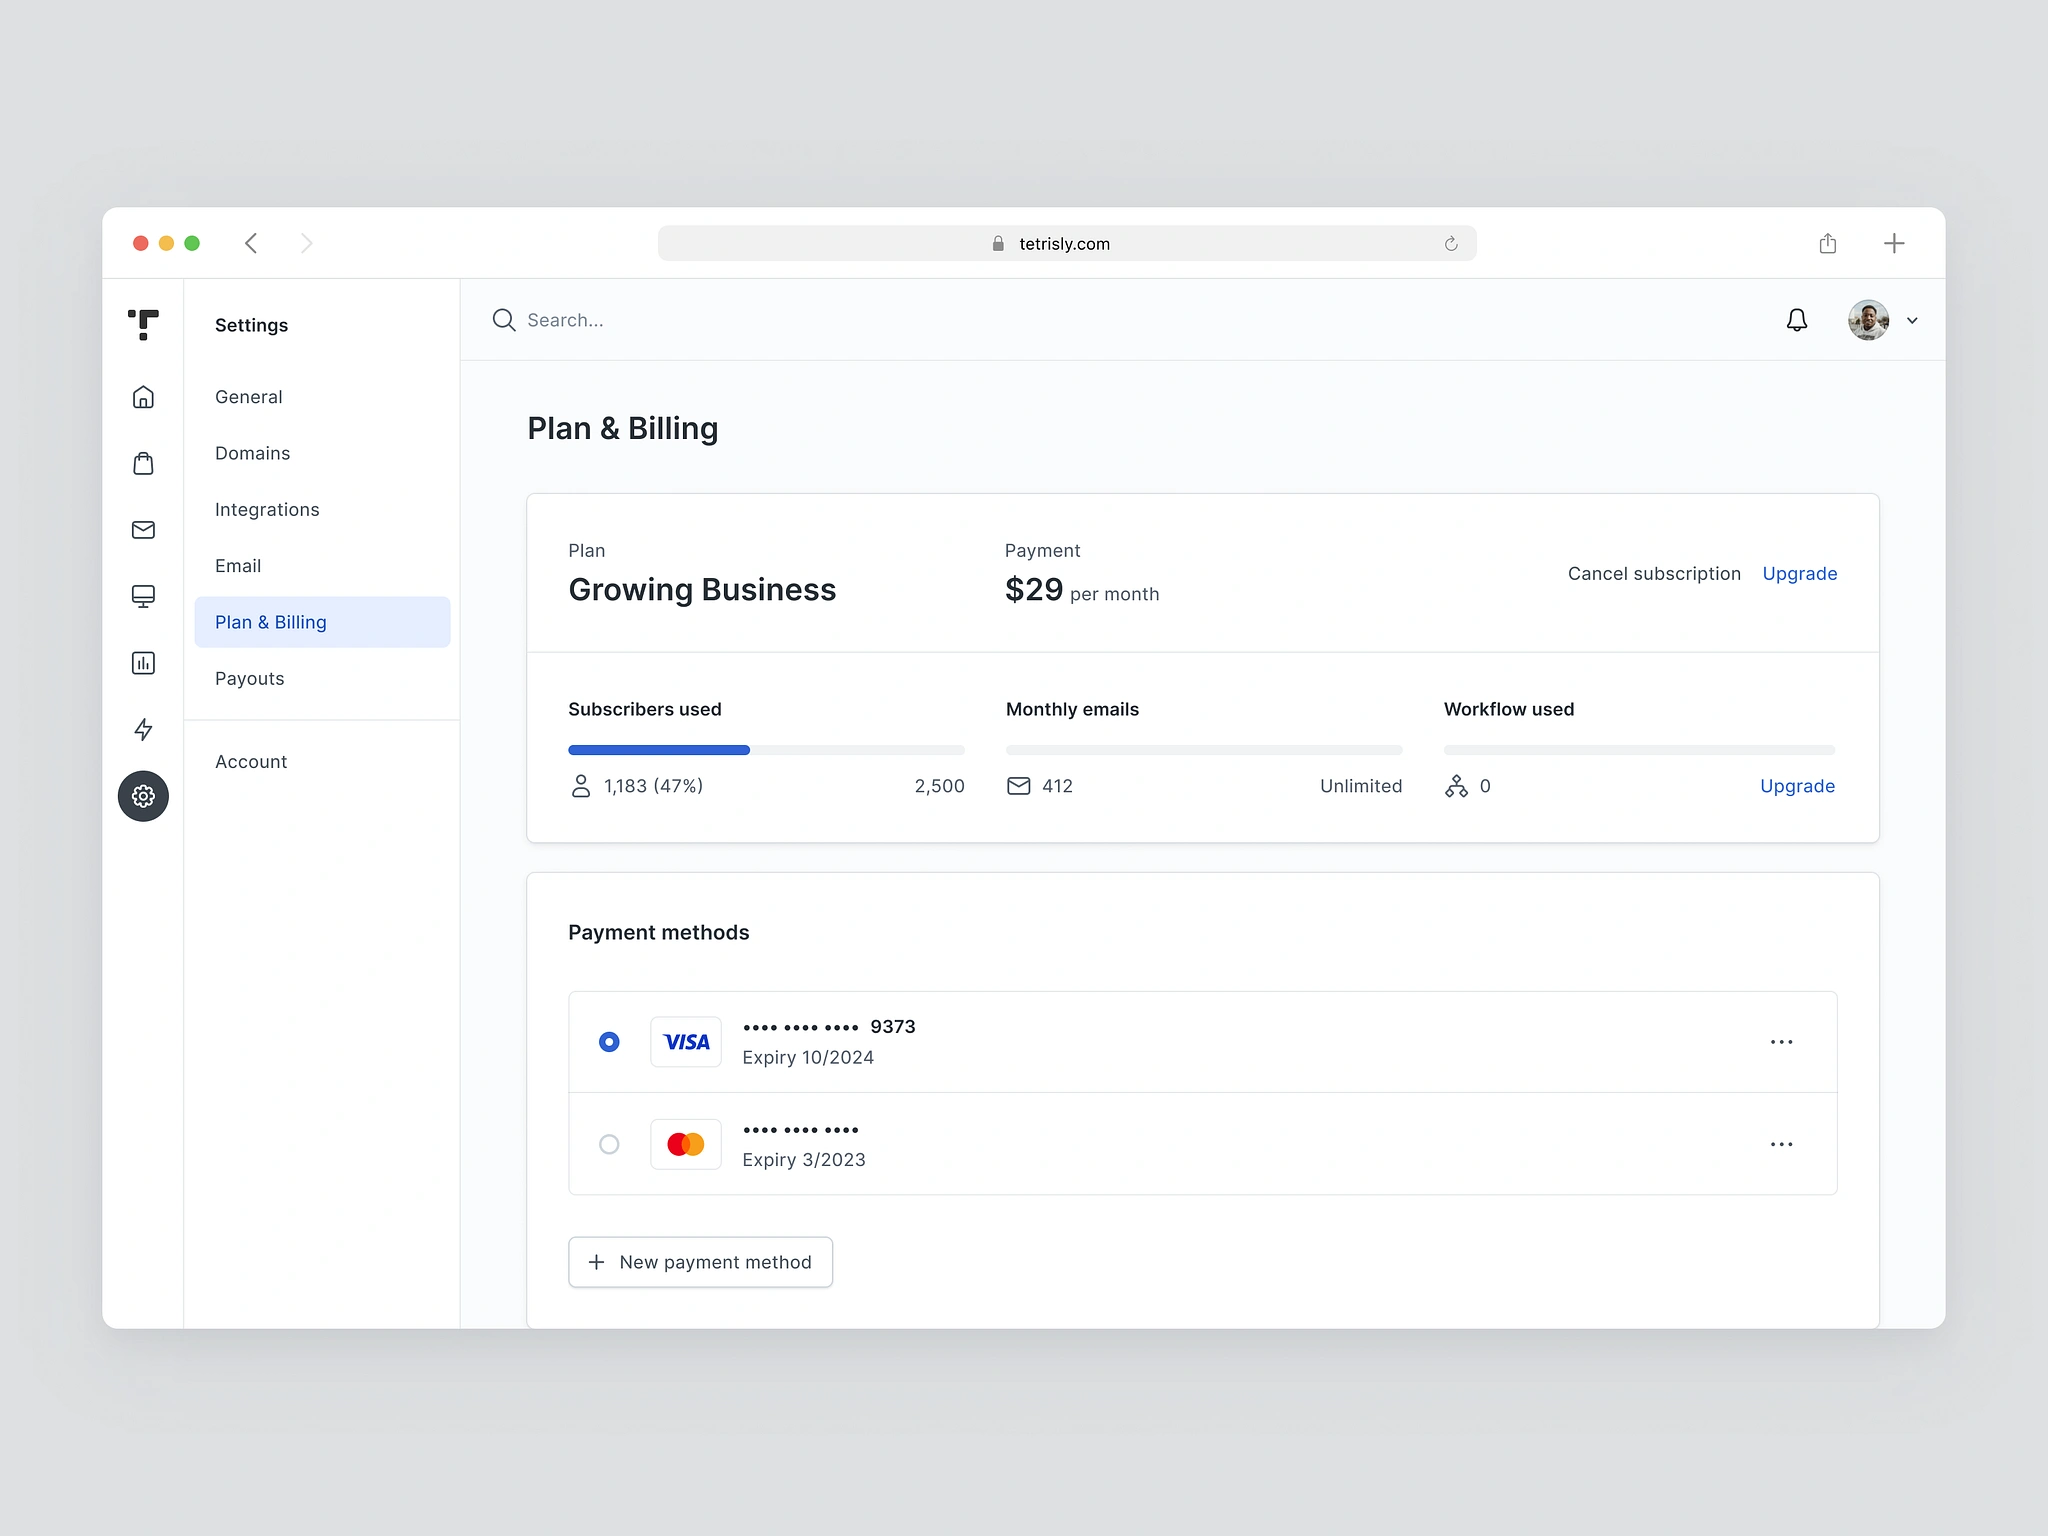 tetrisly.com
Settings
General
Domains
Integrations
Email
Plan & Billing
Payouts
Account
Search...
Plan & Billing
Plan
Growing Business
Payment
$29 per month
Cancel subscription
Upgrade
Subscribers used
1,183 (47%)
2,500
Monthly emails
412
Unlimited
Workflow used
0
Upgrade
Payment methods
VISA
•••• •••• •••• 9373
Expiry 10/2024
•••• •••• ••••
Expiry 3/2023
New payment method